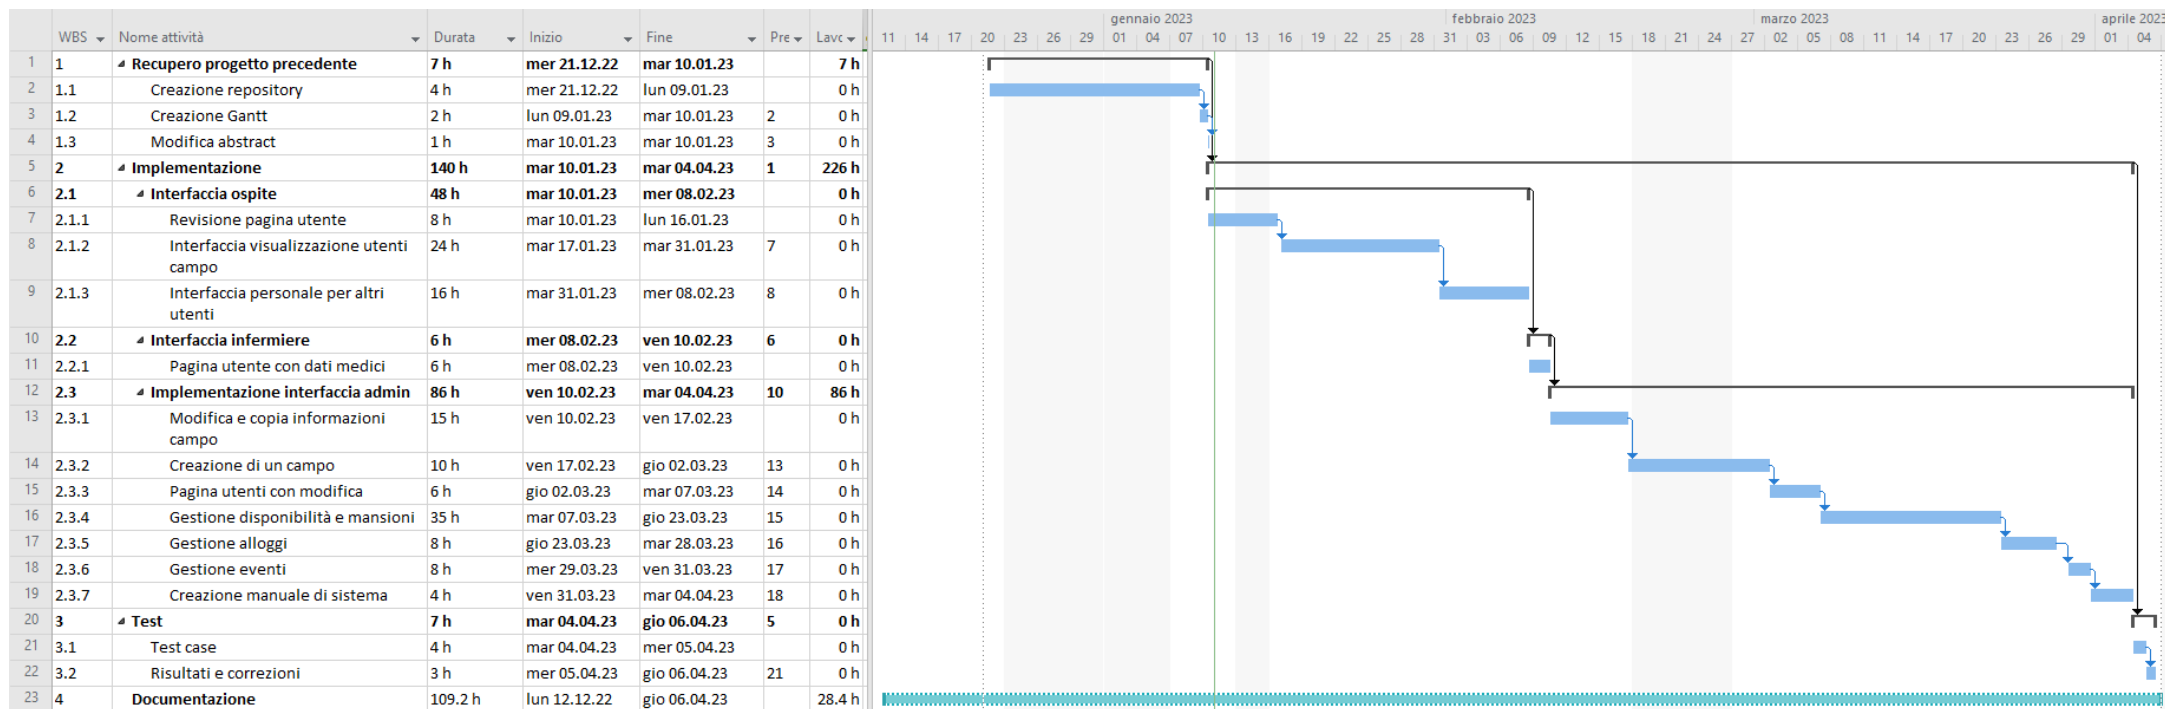 gennaio 2023 febbraio 2023 marzo 2023 aprile 2023
WBS Nome attività Durata Inizio Fine Pre Lavc 11 14 17 20 23 26 29 01 04 07 10 13 16 19 22 25 28 31 03 06 09 12 15 18 21 24 27 02 05 08 11 14 17 20 23 26 29 01 04
1 1 Recupero progetto precedente 7 h mer 21.12.22 mar 10.01.23 7 h
2 1.1 Creazione repository 4 h mer 21.12.22 lun 09.01.23 0 h
3 1.2 Creazione Gantt 2 h lun 09.01.23 mar 10.01.23 2 0 h
4 1.3 Modifica abstract 1 h mar 10.01.23 mar 10.01.23 3 0 h
5 2 Implementazione 140 h mar 10.01.23 mar 04.04.23 1 226 h
6 2.1 Interfaccia ospite 48 h mar 10.01.23 mer 08.02.23 0 h
7 2.1.1 Revisione pagina utente 8 h mar 10.01.23 lun 16.01.23 0 h
8 2.1.2 Interfaccia visualizzazione utenti 24 h mar 17.01.23 mar 31.01.23 7 0 h
campo
9 2.1.3 Interfaccia personale per altri 16 h mar 31.01.23 mer 08.02.23 8 0 h
utenti
10 2.2 Interfaccia infermiere 6 h mer 08.02.23 ven 10.02.23 6 0 h
11 2.2.1 Pagina utente con dati medici 6 h mer 08.02.23 ven 10.02.23 0 h
12 2.3 Implementazione interfaccia admin 86 h ven 10.02.23 mar 04.04.23 10 86 h
13 2.3.1 Modifica e copia informazioni 15 h ven 10.02.23 ven 17.02.23 0 h
campo
14 2.3.2 Creazione di un campo 10 h ven 17.02.23 gio 02.03.23 13 0 h
15 2.3.3 Pagina utenti con modifica 6 h gio 02.03.23 mar 07.03.23 14 0 h
16 2.3.4 Gestione disponibilità e mansioni 35 h mar 07.03.23 gio 23.03.23 15 0 h
17 2.3.5 Gestione alloggi 8 h gio 23.03.23 mar 28.03.23 16 0 h
18 2.3.6 Gestione eventi 8 h mer 29.03.23 ven 31.03.23 17 0 h
19 2.3.7 Creazione manuale di sistema 4 h ven 31.03.23 mar 04.04.23 18 0 h
20 3 Test 7 h mar 04.04.23 gio 06.04.23 5 0 h
21 3.1 Test case 4 h mar 04.04.23 mer 05.04.23 0 h
22 3.2 Risultati e correzioni 3 h mer 05.04.23 gio 06.04.23 21 0 h
23 4 Documentazione 109.2 h lun 12.12.22 gio 06.04.23 28.4 h